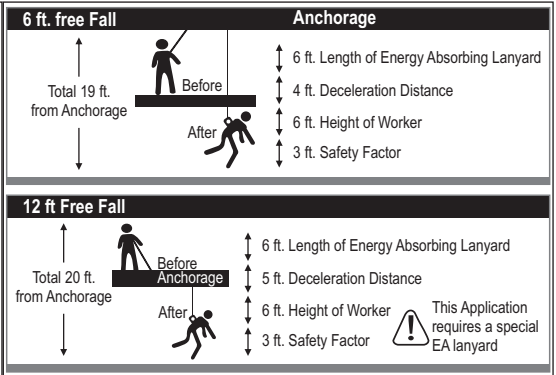 6 ft. free Fall
Anchorage
Total 19 ft.
from Anchorage
Before
After
6 ft. Length of Energy Absorbing Lanyard
4 ft. Deceleration Distance
6 ft. Height of Worker
3 ft. Safety Factor
12 ft Free Fall
Total 20 ft.
from Anchorage
Before
Anchorage
After
6 ft. Length of Energy Absorbing Lanyard
5 ft. Deceleration Distance
6 ft. Height of Worker
3 ft. Safety Factor
!
This Application
requires a special
EA lanyard